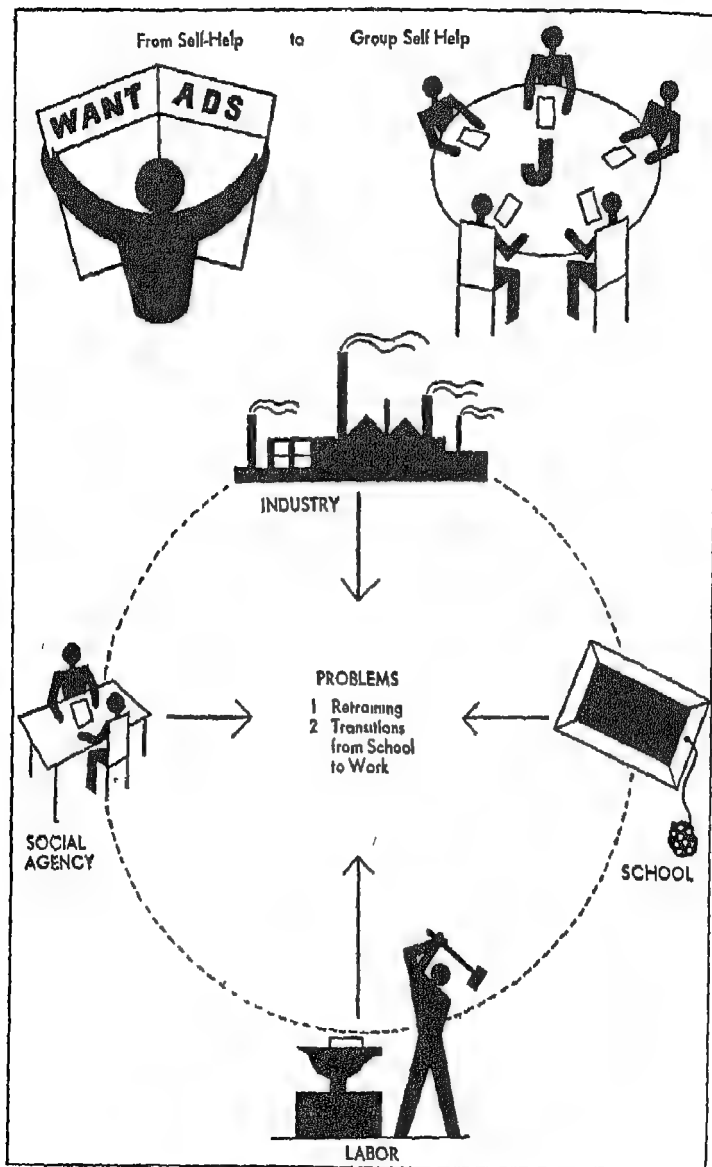 From Self-Help to Group Self Help
WANT ADS
J
INDUSTRY
PROBLEMS
1 Retraining
2 Transitions
from School
to Work
SOCIAL
AGENCY
SCHOOL
LABOR